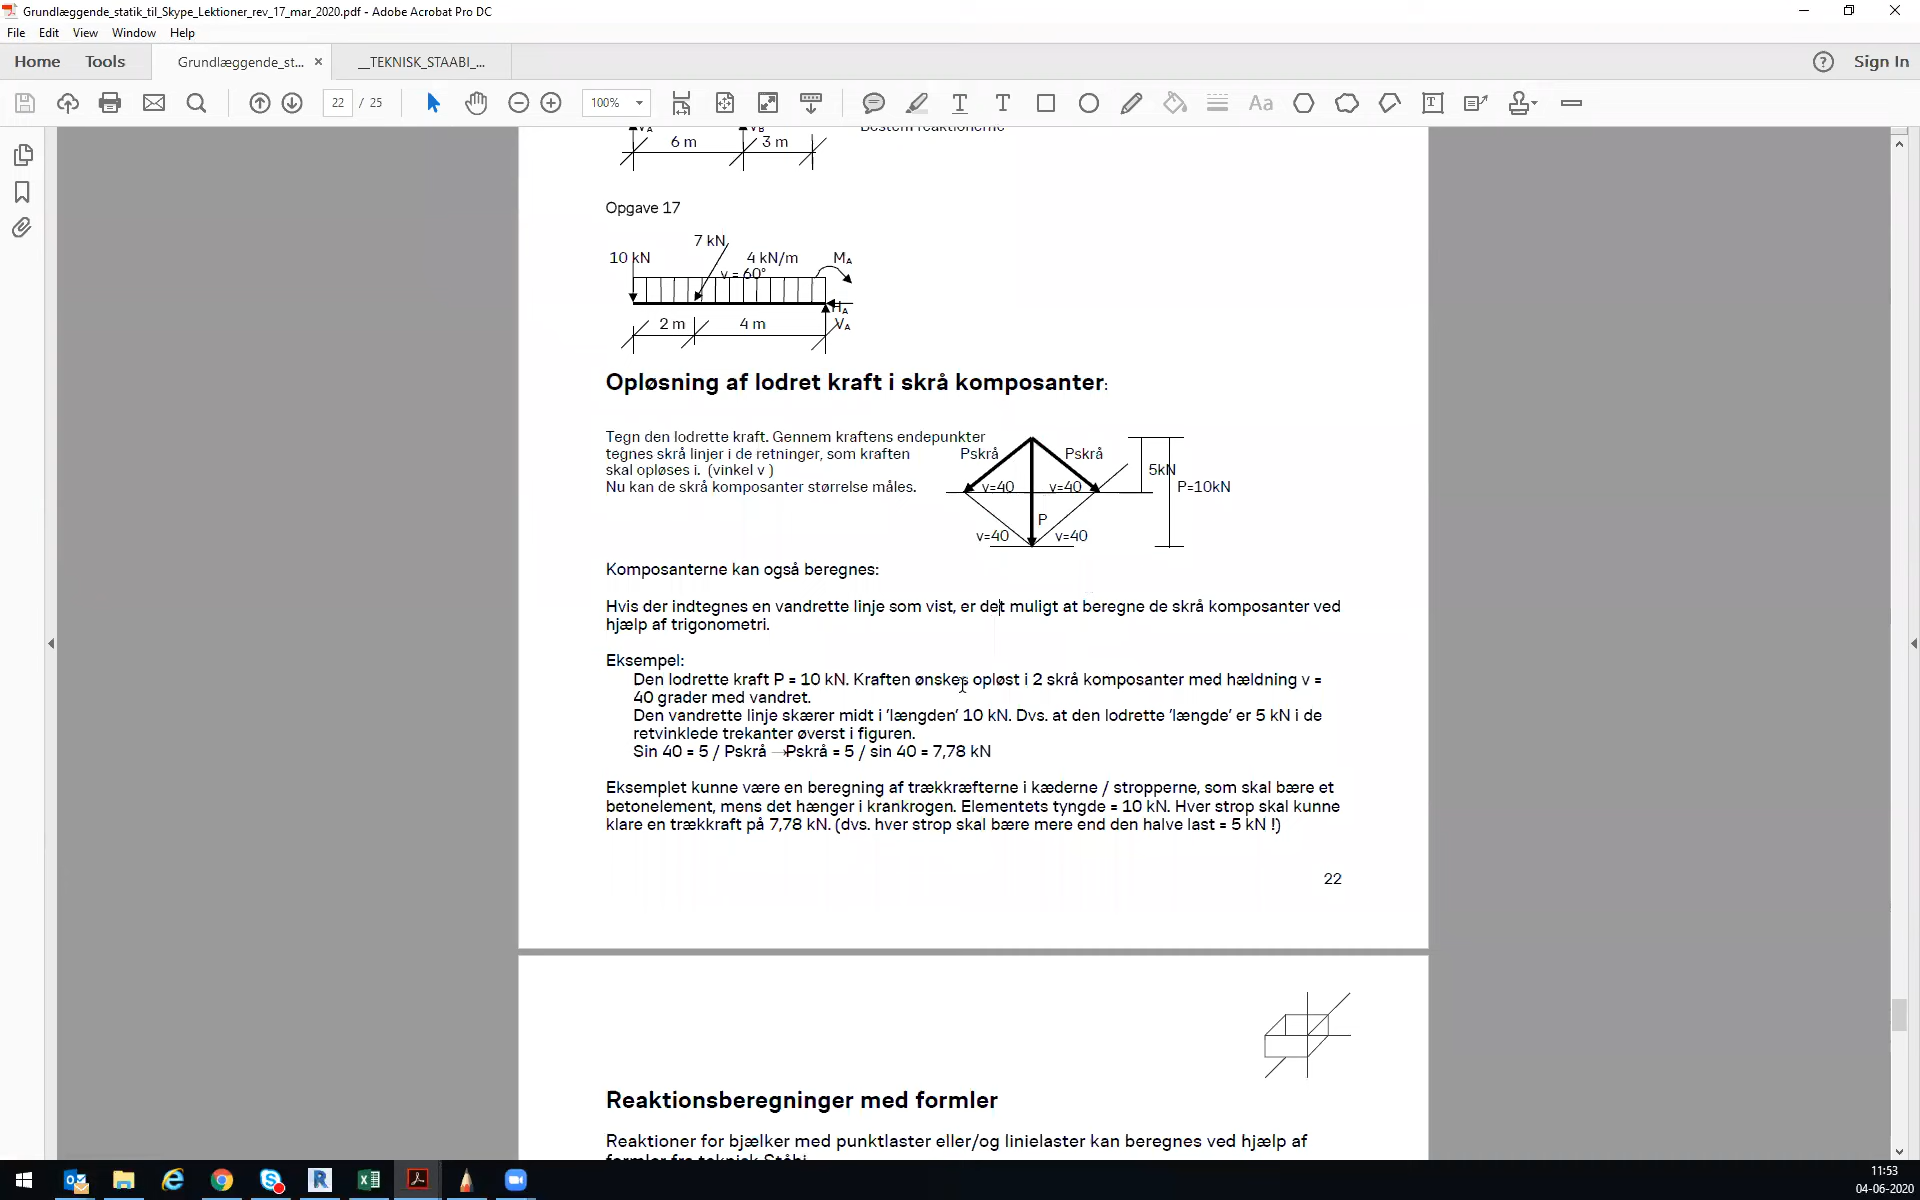 Grundlæggende_statik_til_Skype_Lektioner_rev_17_mar_2020.pdf - Adobe Acrobat Pro DC
File Edit View Window Help
Home Tools Grundlæggende_st... × __TEKNISK_STAABI_... ? Sign In
22 / 25 100% T T Aa T
VA VB Bestem reaktionerne
6 m 3 m
Opgave 17
7 kN
10 kN 4 kN/m MA
v = 60°
HA
2 m 4 m VA
Opløsning af lodret kraft i skrå komposanter:
Tegn den lodrette kraft. Gennem kraftens endepunkter
tegnes skrå linjer i de retninger, som kraften
skal opløses i. (vinkel v )
Nu kan de skrå komposanter størrelse måles.
Pskrå Pskrå
5kN
v=40 v=40 P=10kN
P
v=40 v=40
Komposanterne kan også beregnes:
Hvis der indtegnes en vandrette linje som vist, er det muligt at beregne de skrå komposanter ved
hjælp af trigonometri.
Eksempel:
Den lodrette kraft P = 10 kN. Kraften ønskes opløst i 2 skrå komposanter med hældning v =
40 grader med vandret.
Den vandrette linje skærer midt i ’længden’ 10 kN. Dvs. at den lodrette ’længde’ er 5 kN i de
retvinklede trekanter øverst i figuren.
Sin 40 = 5 / Pskrå →Pskrå = 5 / sin 40 = 7,78 kN
Eksemplet kunne være en beregning af trækkræfterne i kæderne / stropperne, som skal bære et
betonelement, mens det hænger i krankrogen. Elementets tyngde = 10 kN. Hver strop skal kunne
klare en trækkraft på 7,78 kN. (dvs. hver strop skal bære mere end den halve last = 5 kN !)
22
Reaktionsberegninger med formler
Reaktioner for bjælker med punktlaster eller/og linielaster kan beregnes ved hjælp af
formler fra teknisk Ståbi
11:53
04-06-2020